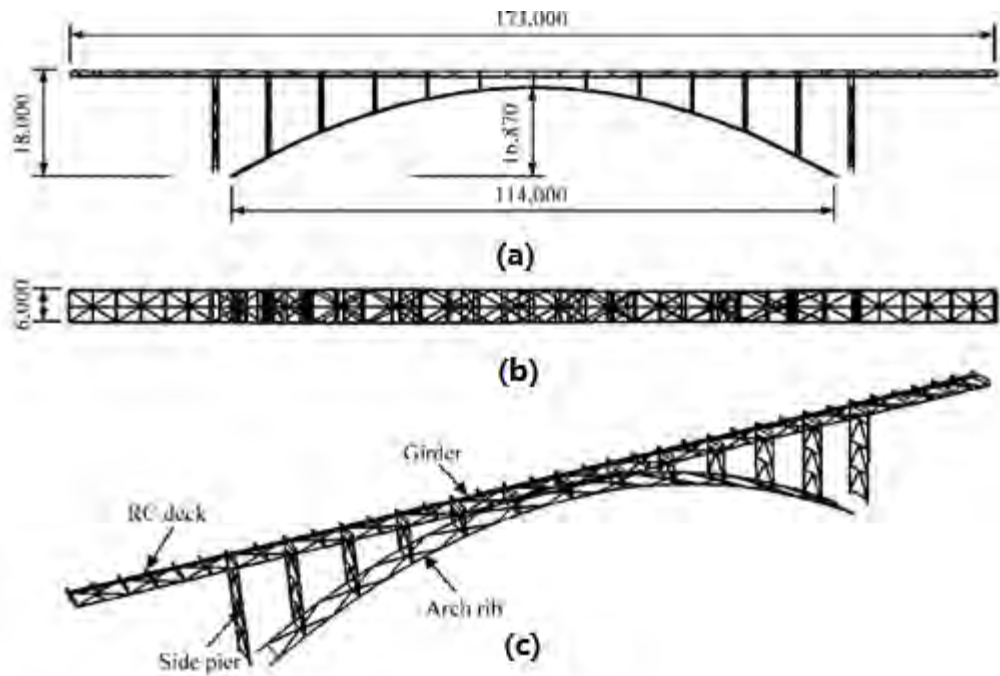 173,000
18,000
16,870
114,000
(a)
6,000
(b)
Girder
RC deck
Arch rib
Side pier
(c)